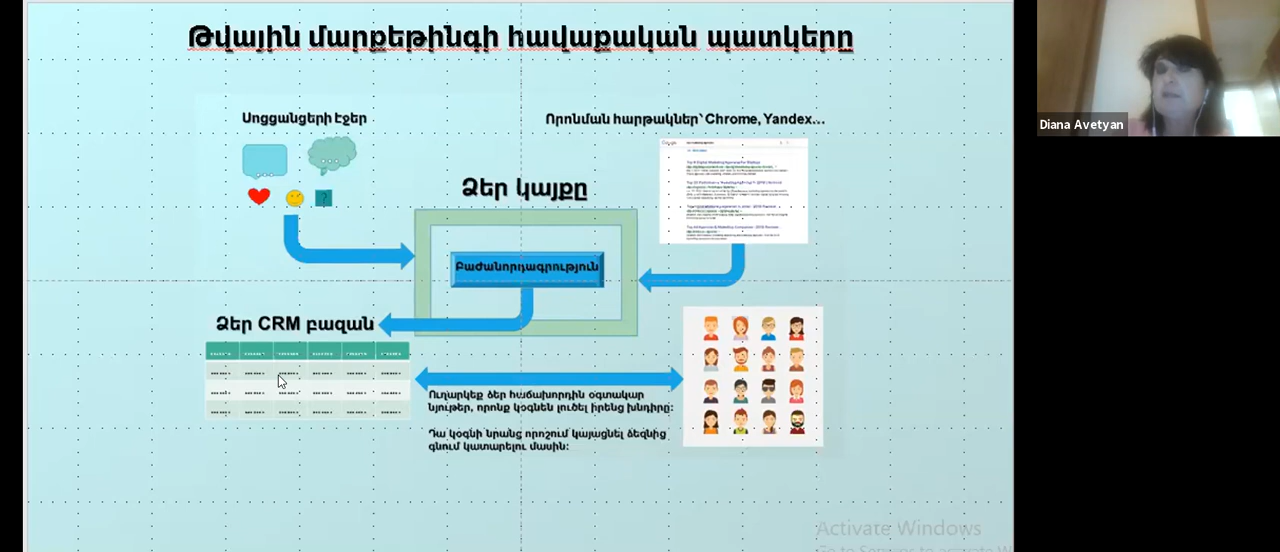 Թվային մարքեթինգի հավաքական պատկերը
Սոցցանցերի էջեր
Որոնման հարթակներ՝ Chrome, Yandex...
Ձեր կայքը
Google
Բաժանորդագրություն
Ձեր CRM բազան
Ուղարկեք ձեր հաճախորդին օգտակար
նյութեր, որոնք կօգնեն լուծել իրենց խնդիրը:
Դա կօգնի նրանց որոշում կայացնել ձեզնից
գնում կատարելու մասին:
Diana Avetyan
Activate Windows